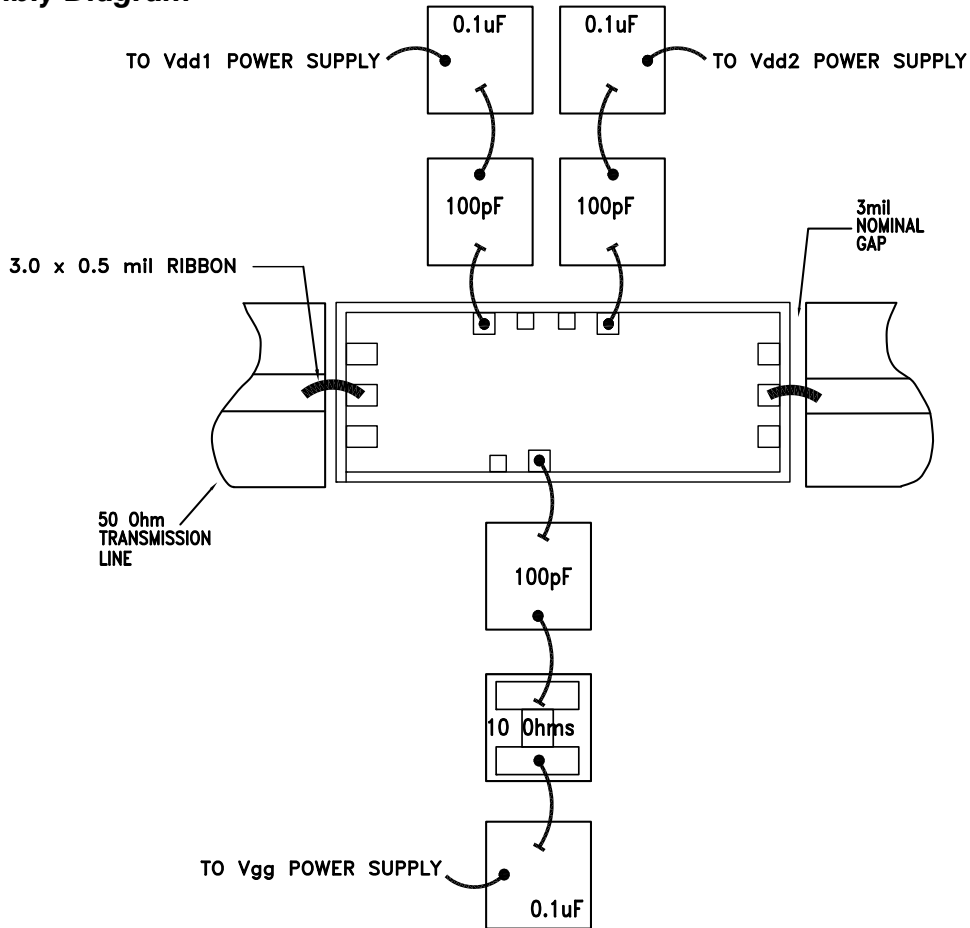 Diagram
0.1uF
0.1uF
TO Vdd1 POWER SUPPLY
TO Vdd2 POWER SUPPLY
100pF
100pF
3mil
NOMINAL
GAP
3.0 x 0.5 mil RIBBON
50 Ohm
TRANSMISSION
LINE
100pF
10 Ohms
TO Vgg POWER SUPPLY
0.1uF